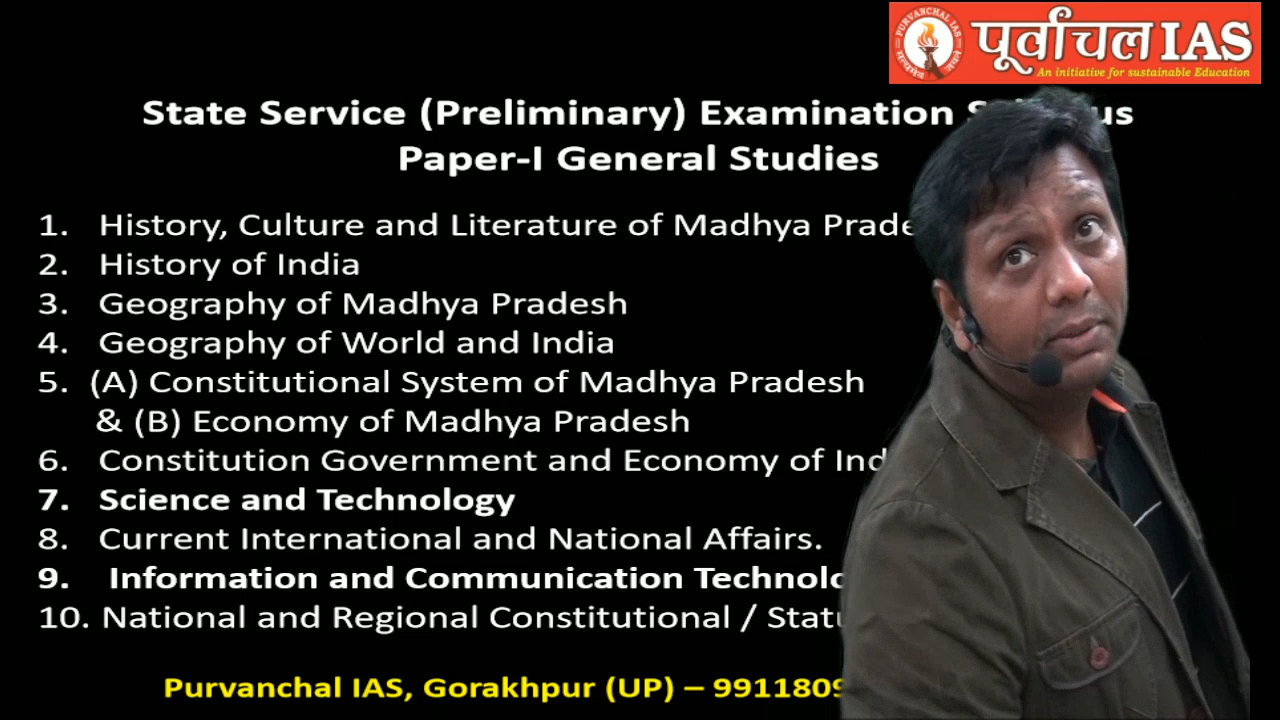 PURVANCHAL IAS
पूर्वांचल IAS
An initiative for sustainable Education
State Service (Preliminary) Examination
Paper-I General Studies
1. History, Culture and Literature of Madhya
2. History of India
3. Geography of Madhya Pradesh
4. Geography of World and India
5. (A) Constitutional System of Madhya Pradesh
& (B) Economy of Madhya Pradesh
6. Constitution Government and Economy of
7. Science and Technology
8. Current International and National Affairs.
9. Information and Communication
10. National and Regional Constitutional /
Purvanchal IAS, Gorakhpur (UP) –